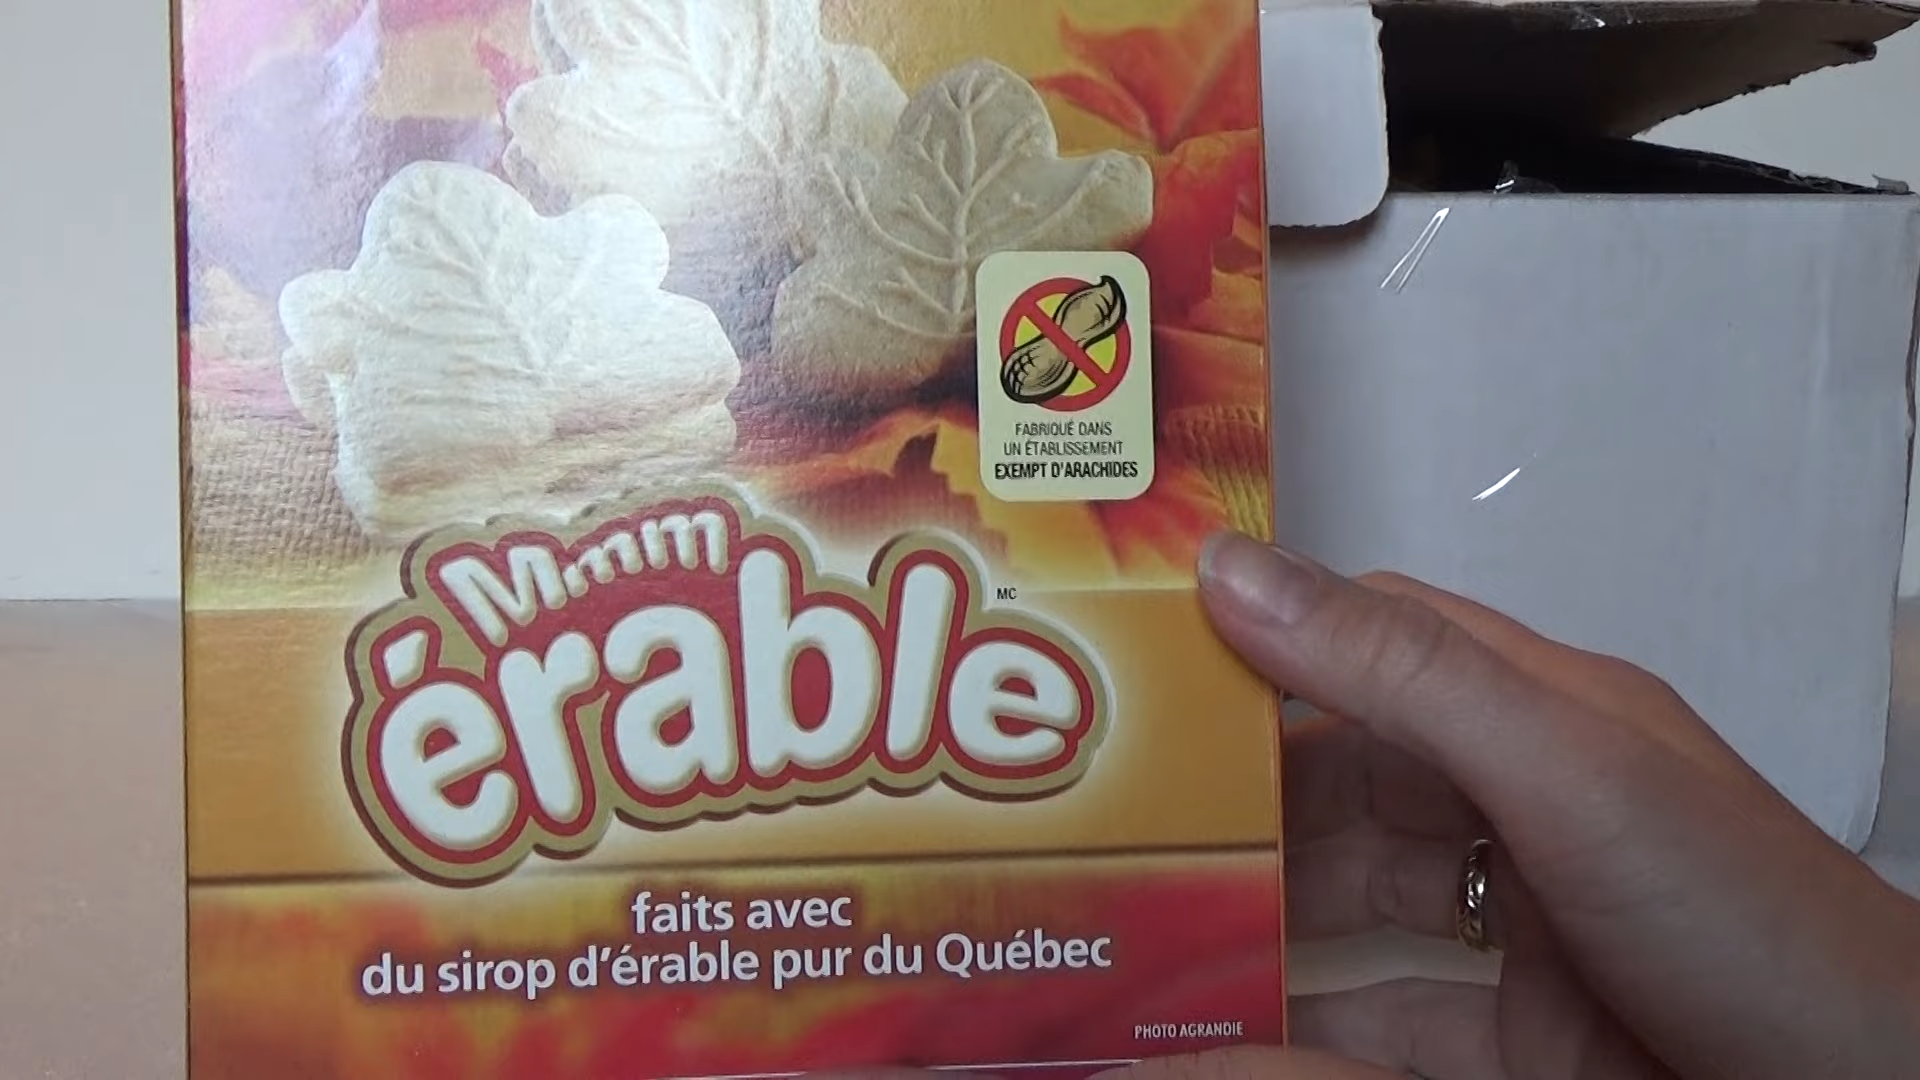 FABRIQUÉ DANS
UN ÉTABLISSEMENT
EXEMPT D'ARACHIDES
Mmm
érable
MC
faits avec
du sirop d'érable pur du Québec
PHOTO AGRANDIE